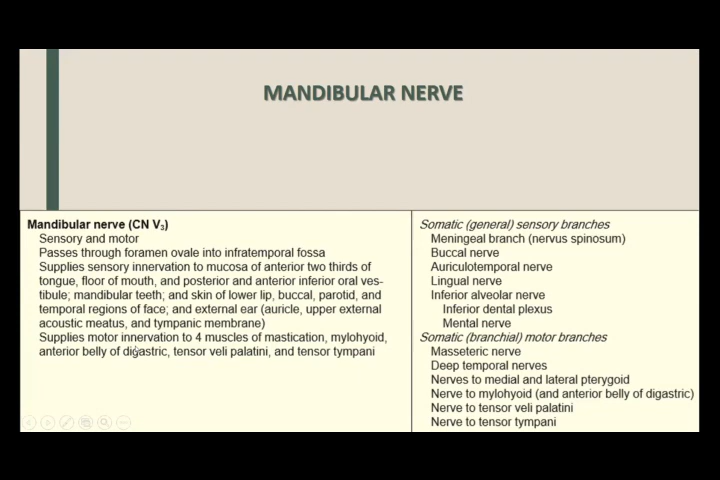 MANDIBULAR NERVE
Mandibular nerve (CN V₃)
Sensory and motor
Passes through foramen ovale into infratemporal fossa
Supplies sensory innervation to mucosa of anterior two thirds of
tongue, floor of mouth, and posterior and anterior inferior oral ves-
tibule; mandibular teeth; and skin of lower lip, buccal, parotid, and
temporal regions of face; and external ear (auricle, upper external
acoustic meatus, and tympanic membrane)
Supplies motor innervation to 4 muscles of mastication, mylohyoid,
anterior belly of digastric, tensor veli palatini, and tensor tympani
Somatic (general) sensory branches
Meningeal branch (nervus spinosum)
Buccal nerve
Auriculotemporal nerve
Lingual nerve
Inferior alveolar nerve
Inferior dental plexus
Mental nerve
Somatic (branchial) motor branches
Masseteric nerve
Deep temporal nerves
Nerves to medial and lateral pterygoid
Nerve to mylohyoid (and anterior belly of digastric)
Nerve to tensor veli palatini
Nerve to tensor tympani